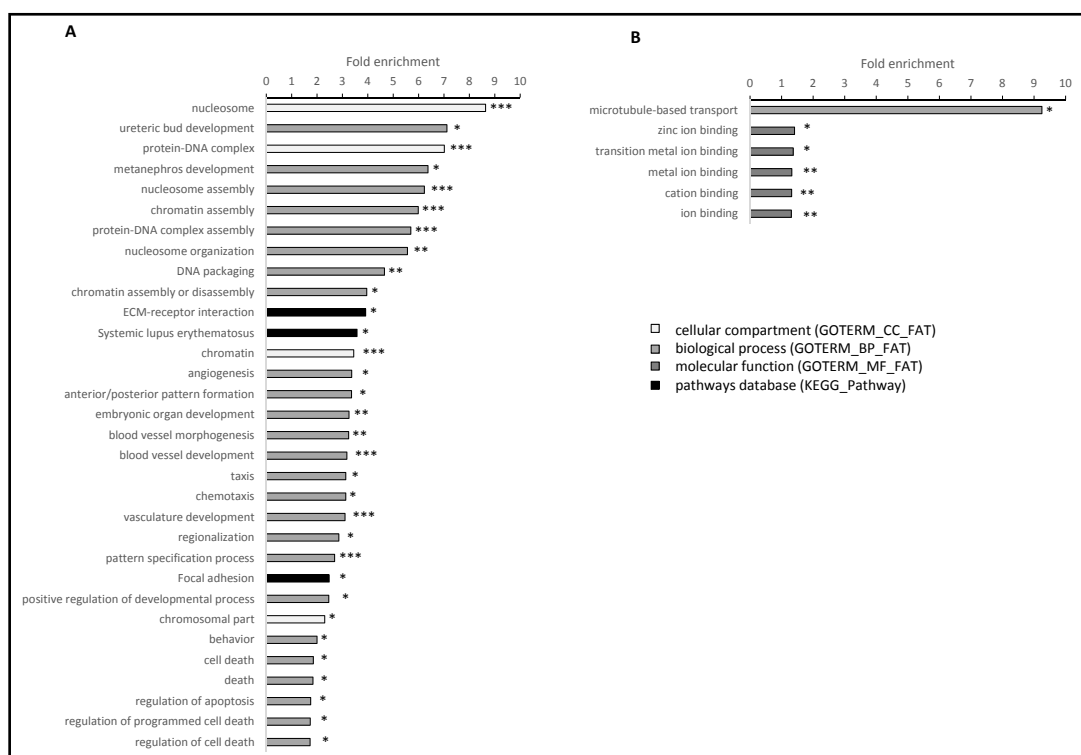 A
Fold enrichment
0 1 2 3 4 5 6 7 8 9 10
nucleosome ***
ureteric bud development *
protein-DNA complex ***
metanephros development *
nucleosome assembly ***
chromatin assembly ***
protein-DNA complex assembly ***
nucleosome organization **
DNA packaging **
chromatin assembly or disassembly *
ECM-receptor interaction *
Systemic lupus erythematosus *
chromatin ***
angiogenesis *
anterior/posterior pattern formation *
embryonic organ development **
blood vessel morphogenesis **
blood vessel development ***
taxis *
chemotaxis *
vasculature development ***
regionalization *
pattern specification process ***
Focal adhesion *
positive regulation of developmental process *
chromosomal part *
behavior *
cell death *
death *
regulation of apoptosis *
regulation of programmed cell death *
regulation of cell death *
B
Fold enrichment
0 1 2 3 4 5 6 7 8 9 10
microtubule-based transport *
zinc ion binding *
transition metal ion binding *
metal ion binding **
cation binding **
ion binding **
cellular compartment (GOTERM_CC_FAT)
biological process (GOTERM_BP_FAT)
molecular function (GOTERM_MF_FAT)
pathways database (KEGG_Pathway)